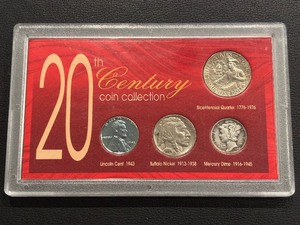 20th
Century
coin collection
Bicentennial Quarter 1776-1976
Lincoln Cent 1943
Buffalo Nickel 1913-1938
Mercury Dime 1916-1945